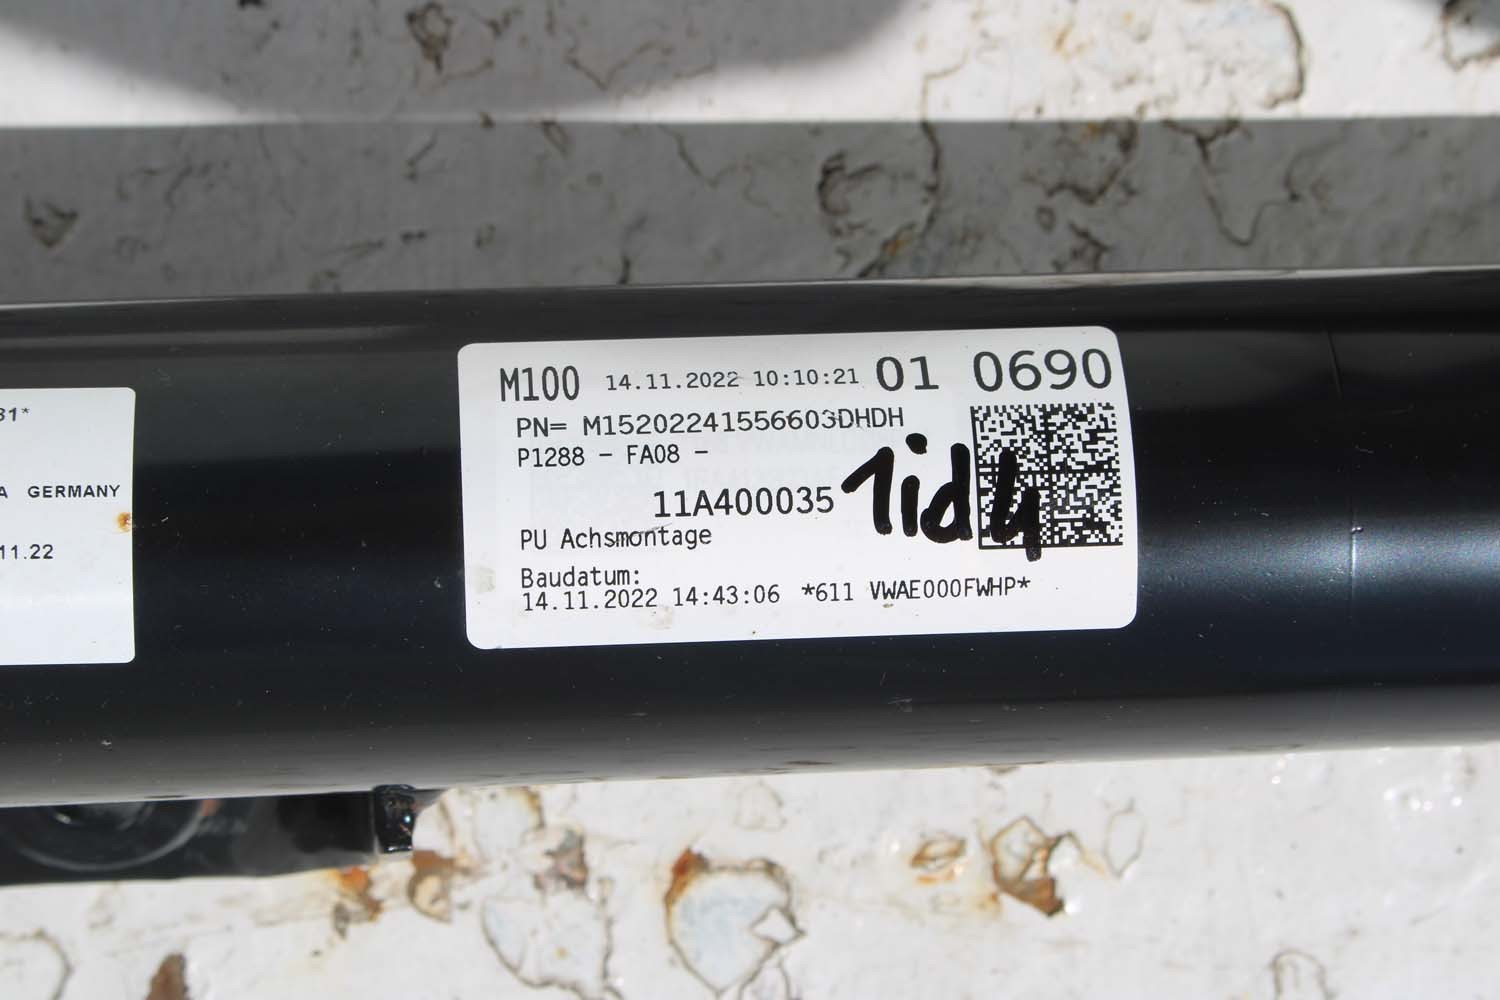 31*
A GERMANY
11.22
M100 14.11.2022 10:10:21 01 0690
PN= M15202241556603DHDH
P1288 - FA08 -
11A400035
1id4
PU Achsmontage
Baudatum:
14.11.2022 14:43:06 *611 VWAE000FWHP*